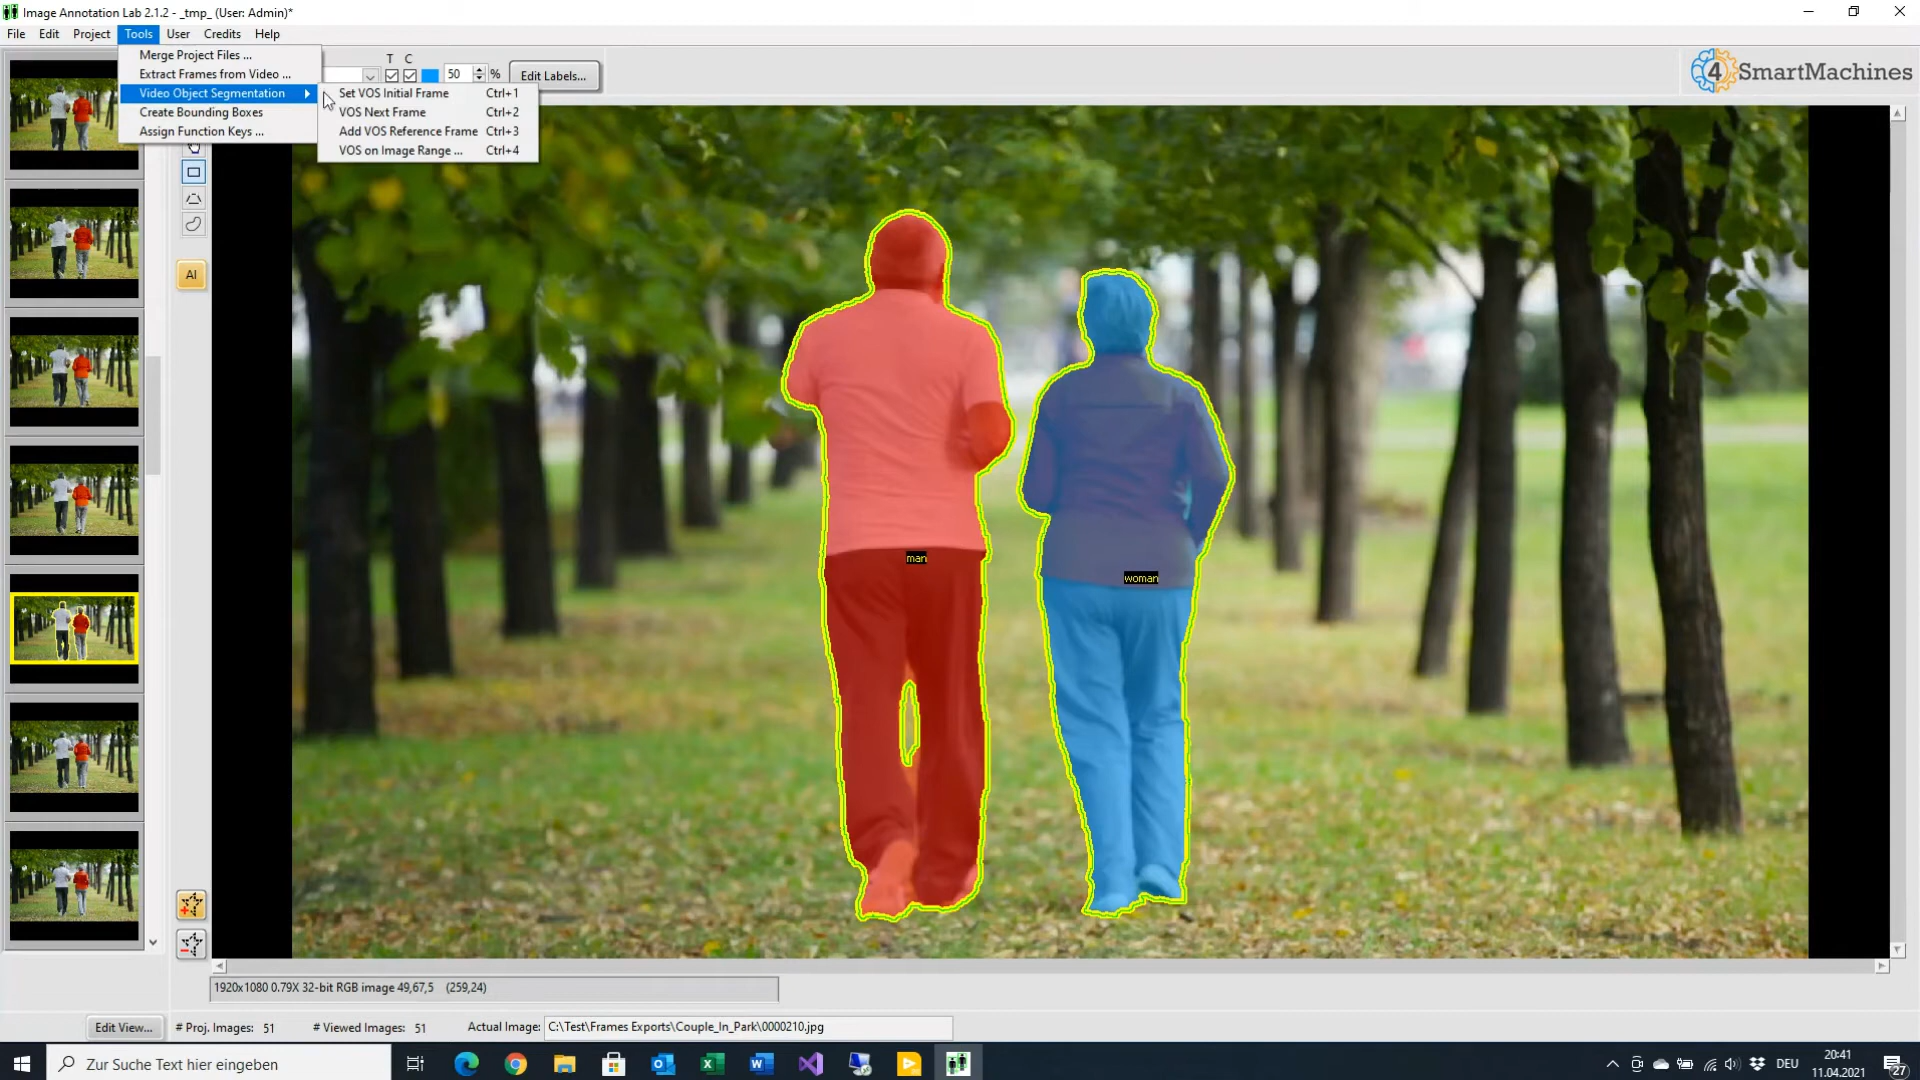 Image Annotation Lab 2.1.2 - _tmp_ (User: Admin)*
File Edit Project Tools User Credits Help
Merge Project Files ...
Extract Frames from Video ...
Video Object Segmentation
Create Bounding Boxes
Assign Function Keys ...
T C
50 %
Edit Labels...
4 SmartMachines
Set VOS Initial Frame Ctrl+1
VOS Next Frame Ctrl+2
Add VOS Reference Frame Ctrl+3
VOS on Image Range ... Ctrl+4
AI
man
woman
1920x1080 0.79X 32-bit RGB image 49,67,5 (259,24)
Edit View... # Proj. Images: 51 # Viewed Images: 51 Actual Image: C:\Test\Frames Exports\Couple_In_Park\0000210.jpg
Zur Suche Text hier eingeben
DEU
20:41
11.04.2021
27